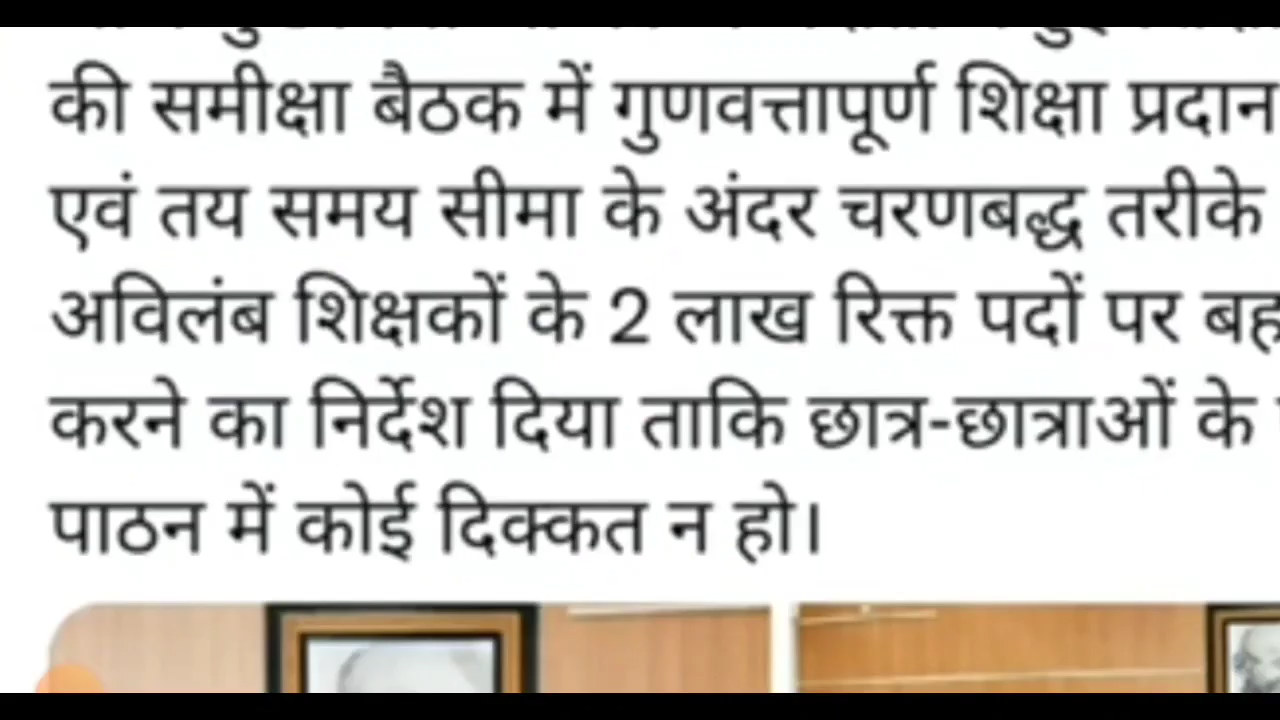 की समीक्षा बैठक में गुणवत्तापूर्ण शिक्षा प्रदान
एवं तय समय सीमा के अंदर चरणबद्ध तरीके
अविलंब शिक्षकों के 2 लाख रिक्त पदों पर
करने का निर्देश दिया ताकि छात्र-छात्राओं के
पाठन में कोई दिक्कत न हो।